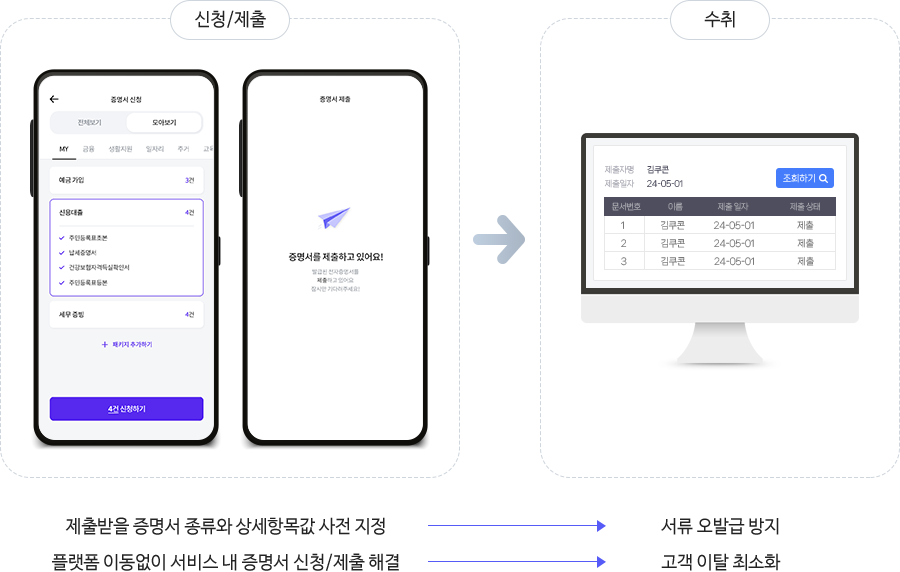 신청/제출
수취
증명서 신청
전체보기
모아보기
MY 금융 생활지원 일자리 주거 교육
예금 가입 3건
신용대출 4건
주민등록표초본
납세증명서
건강보험자격득실확인서
주민등록표등본
세무 증빙 4건
+ 패키지 추가하기
4건 신청하기
증명서 제출
증명서를 제출하고 있어요!
발급된 전자증명서를
제출하고 있어요
잠시만 기다려주세요!
제출자명 김쿠콘
제출일자 24-05-01
조회하기
문서번호 이름 제출 일자 제출 상태
1 김쿠콘 24-05-01 제출
2 김쿠콘 24-05-01 제출
3 김쿠콘 24-05-01 제출
제출받을 증명서 종류와 상세항목값 사전 지정
서류 오발급 방지
플랫폼 이동없이 서비스 내 증명서 신청/제출 해결
고객 이탈 최소화